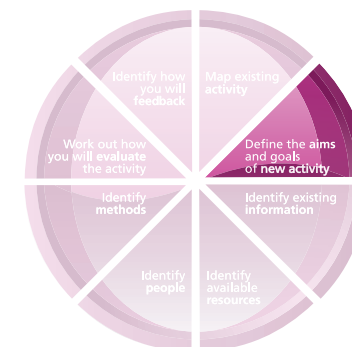 Map existing
activity
Define the aims
and goals
of new activity
Identify existing
information
Identify
available
resources
Identify
people
Identify
methods
Work out how
you will evaluate
the activity
Identify how
you will
feedback